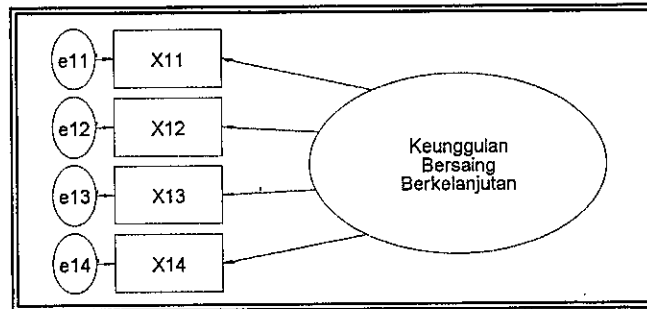 e11 X11
e12 X12
e13 X13
e14 X14
Keunggulan
Bersaing
Berkelanjutan